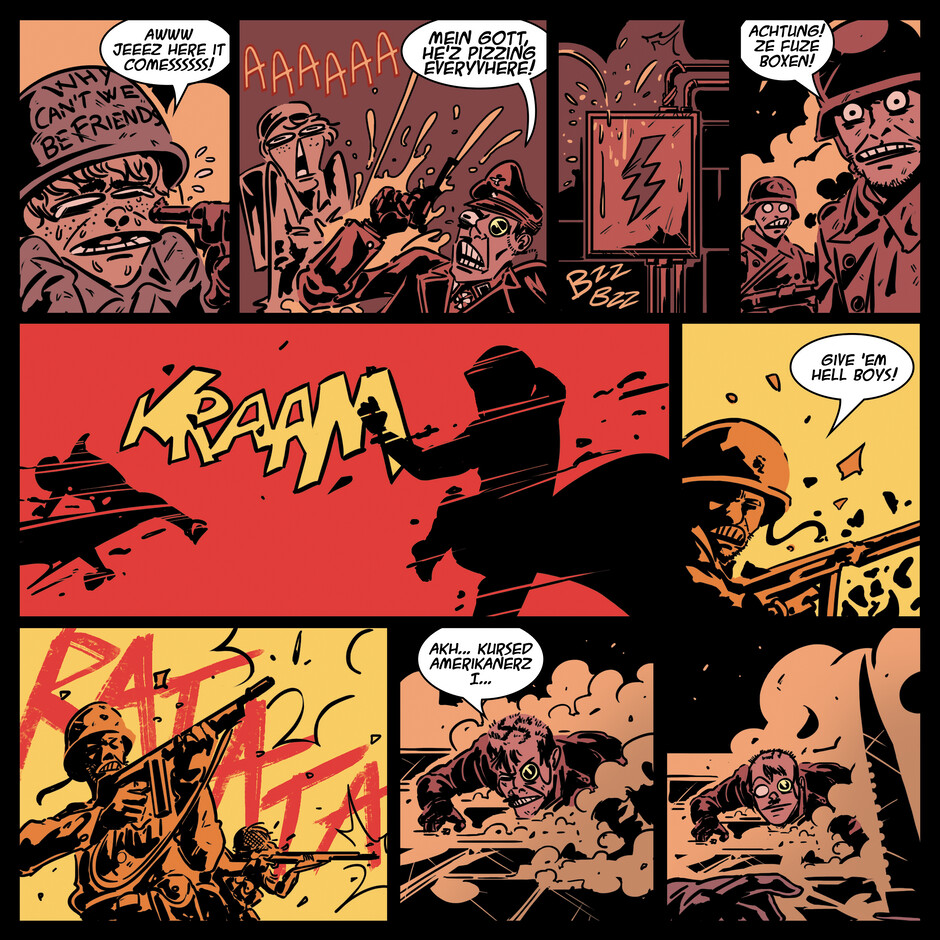 AWWW
JEEEZ HERE IT
COMESSSSSS!
WHY
CAN'T WE
BE FRIENDS
AAAAAA
MEIN GOTT,
HE'Z PIZZING
EVERYVHERE!
BZZ
BZZ
ACHTUNG!
ZE FUZE
BOXEN!
KRAAM
GIVE 'EM
HELL BOYS!
RATATATA
AKH... KURSED
AMERIKANERZ
I...